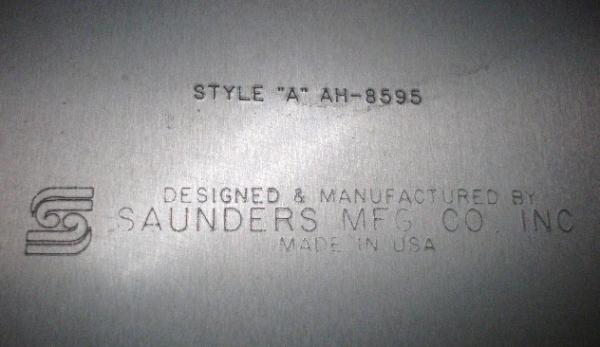 STYLE "A" AH-8595
DESIGNED & MANUFACTURED BY
SAUNDERS MFG. CO. INC
MADE IN USA